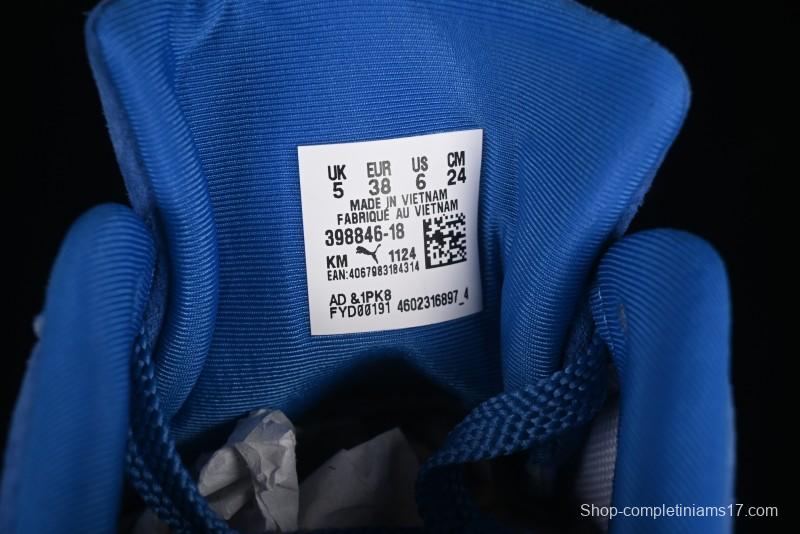 UK EUR US CM
5 38 6 24
MADE IN VIETNAM
FABRIQUÉ AU VIETNAM
398846-18
KM 1124
EAN:4067983184314
AD &1PK8
FYD00191 4602316897_4
Shop-completiniams17.com